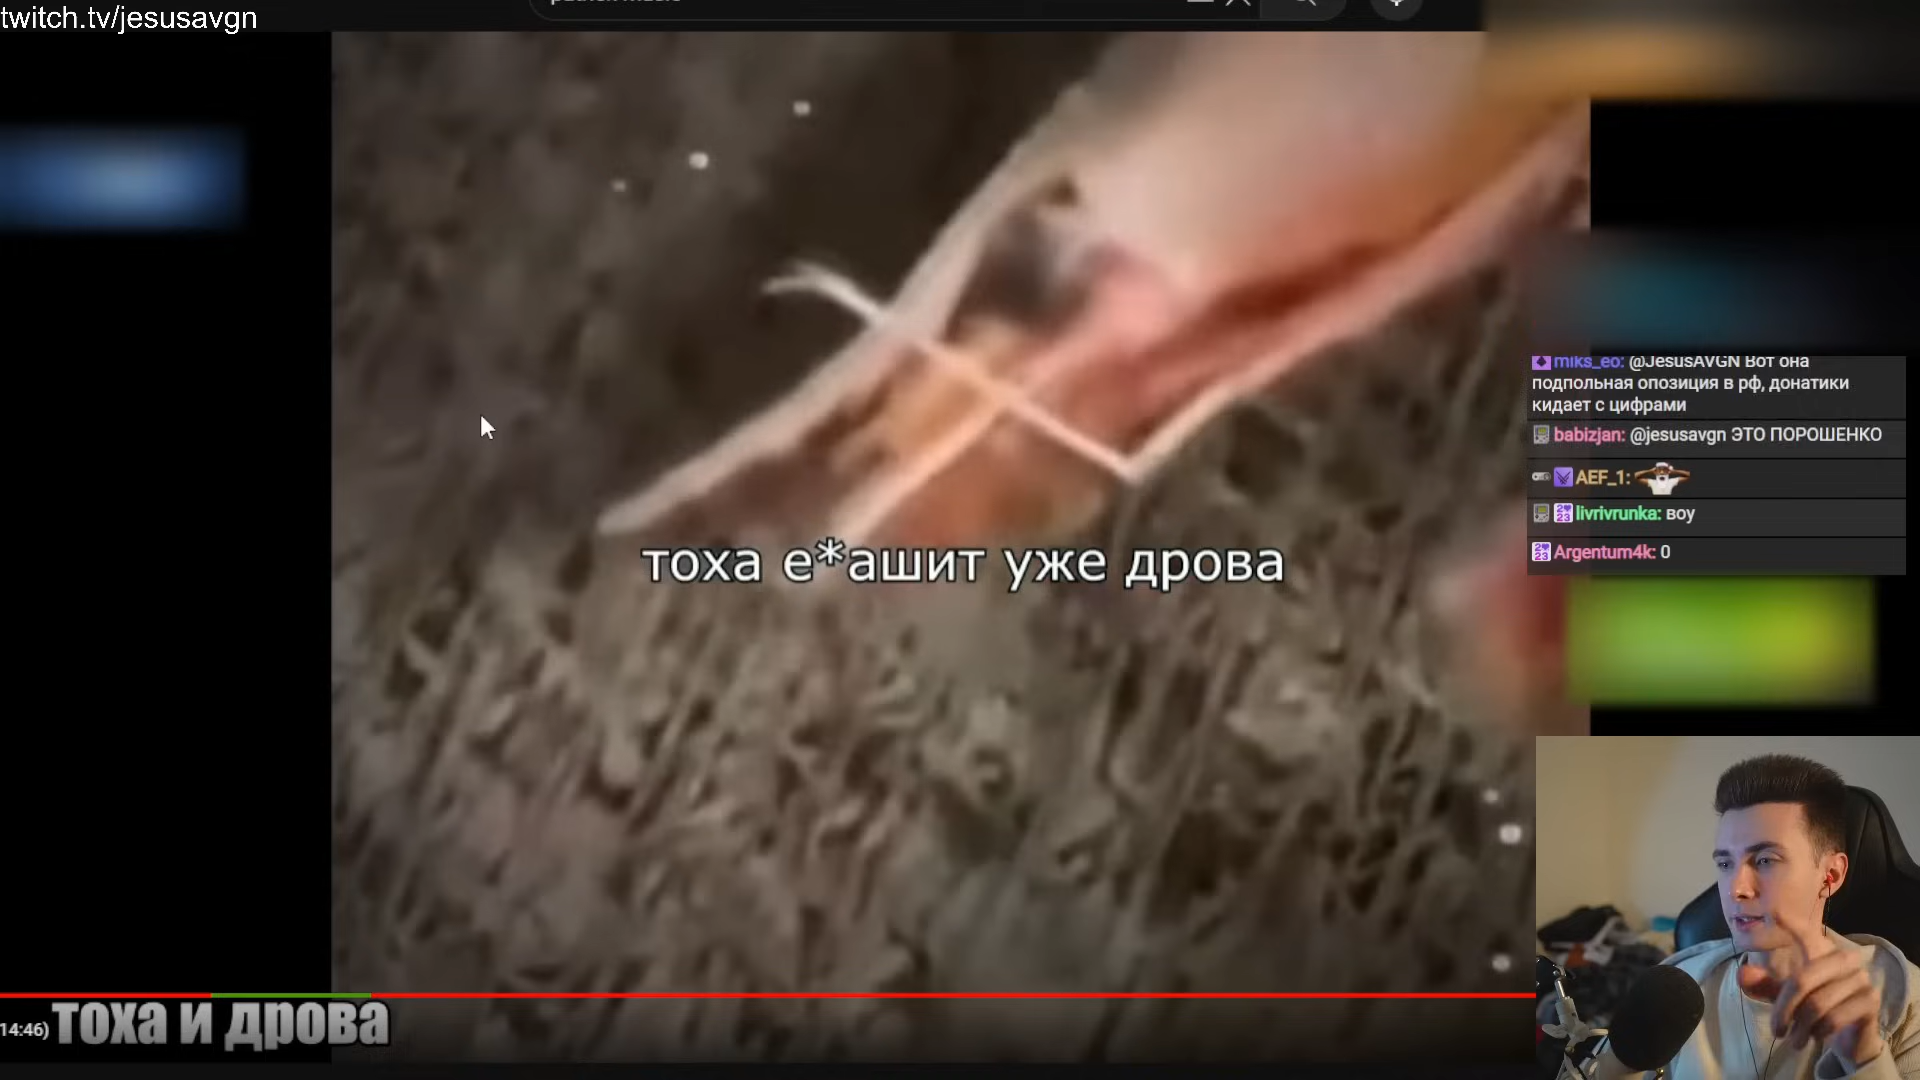 twitch.tv/jesusavgn
miks_eo: @JesusAVGN Вот она
подпольная опозиция в рф, донатики
кидает с цифрами
babizjan: @jesusavgn ЭТО ПОРОШЕНКО
AEF_1:
livrivrunka: воу
Argentum4k: 0
тоха е*ашит уже дрова
14:46) тоха и дрова